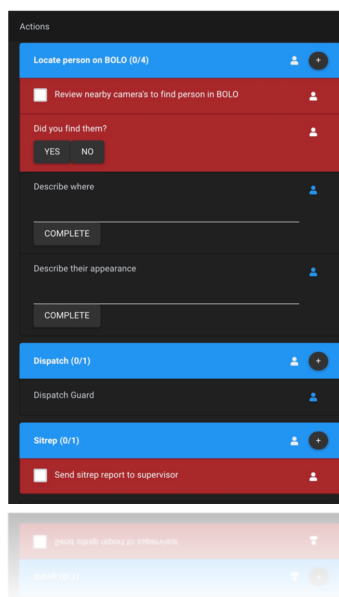 Actions
Locate person on BOLO (0/4)
Review nearby camera's to find person in BOLO
Did you find them?
YES NO
Describe where
COMPLETE
Describe their appearance
COMPLETE
Dispatch (0/1)
Dispatch Guard
Sitrep (0/1)
Send sitrep report to supervisor